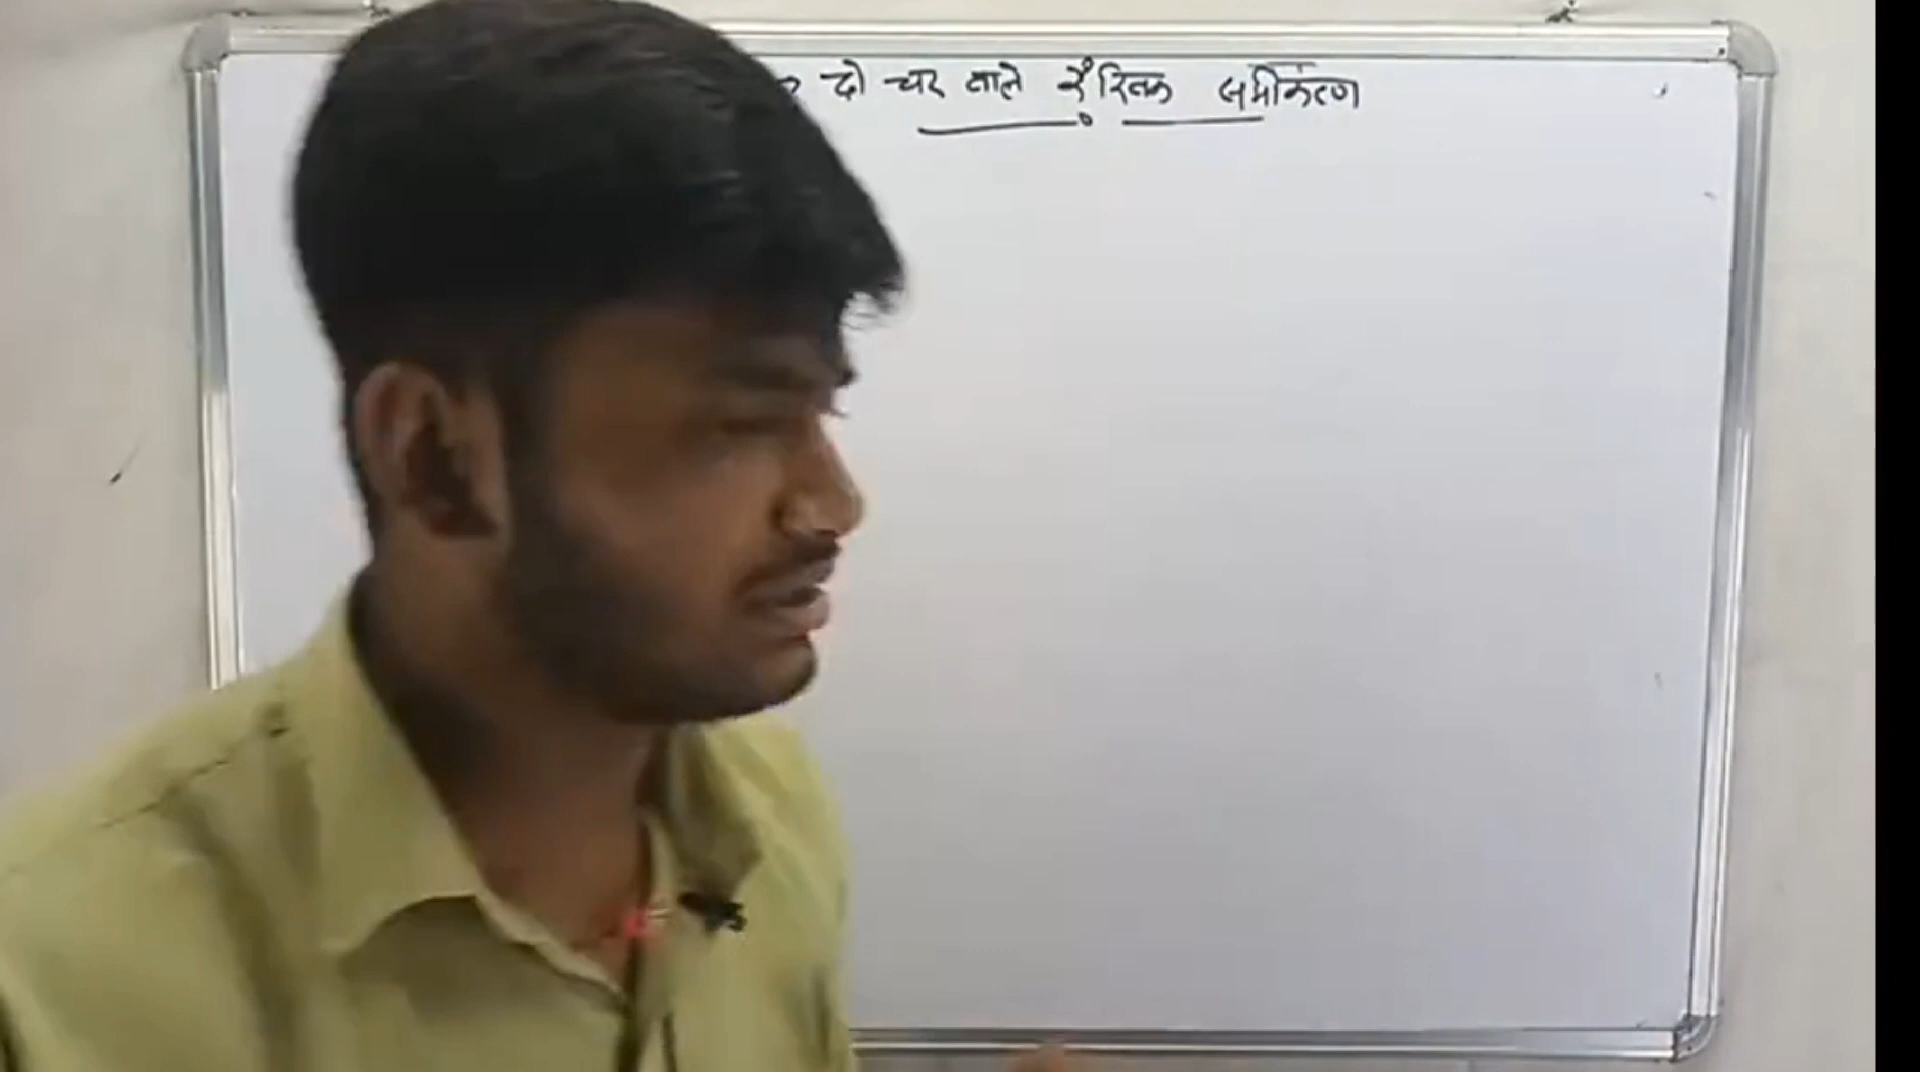 दो चर वाले रैखिक समीकरण